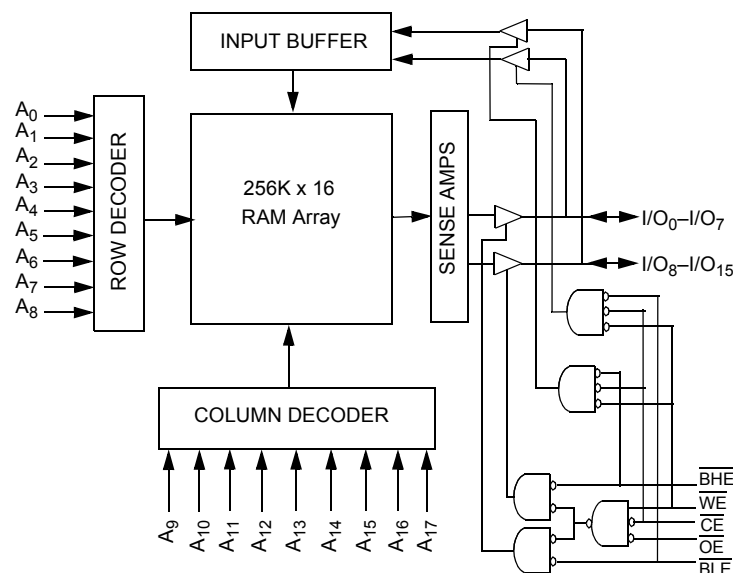 INPUT BUFFER
A0
A1
A2
A3
A4
A5
A6
A7
A8
ROW DECODER
256K x 16
RAM Array
SENSE AMPS
I/O0–I/O7
I/O8–I/O15
COLUMN DECODER
A9
A10
A11
A12
A13
A14
A15
A16
A17
BHE
WE
CE
OE
BLE